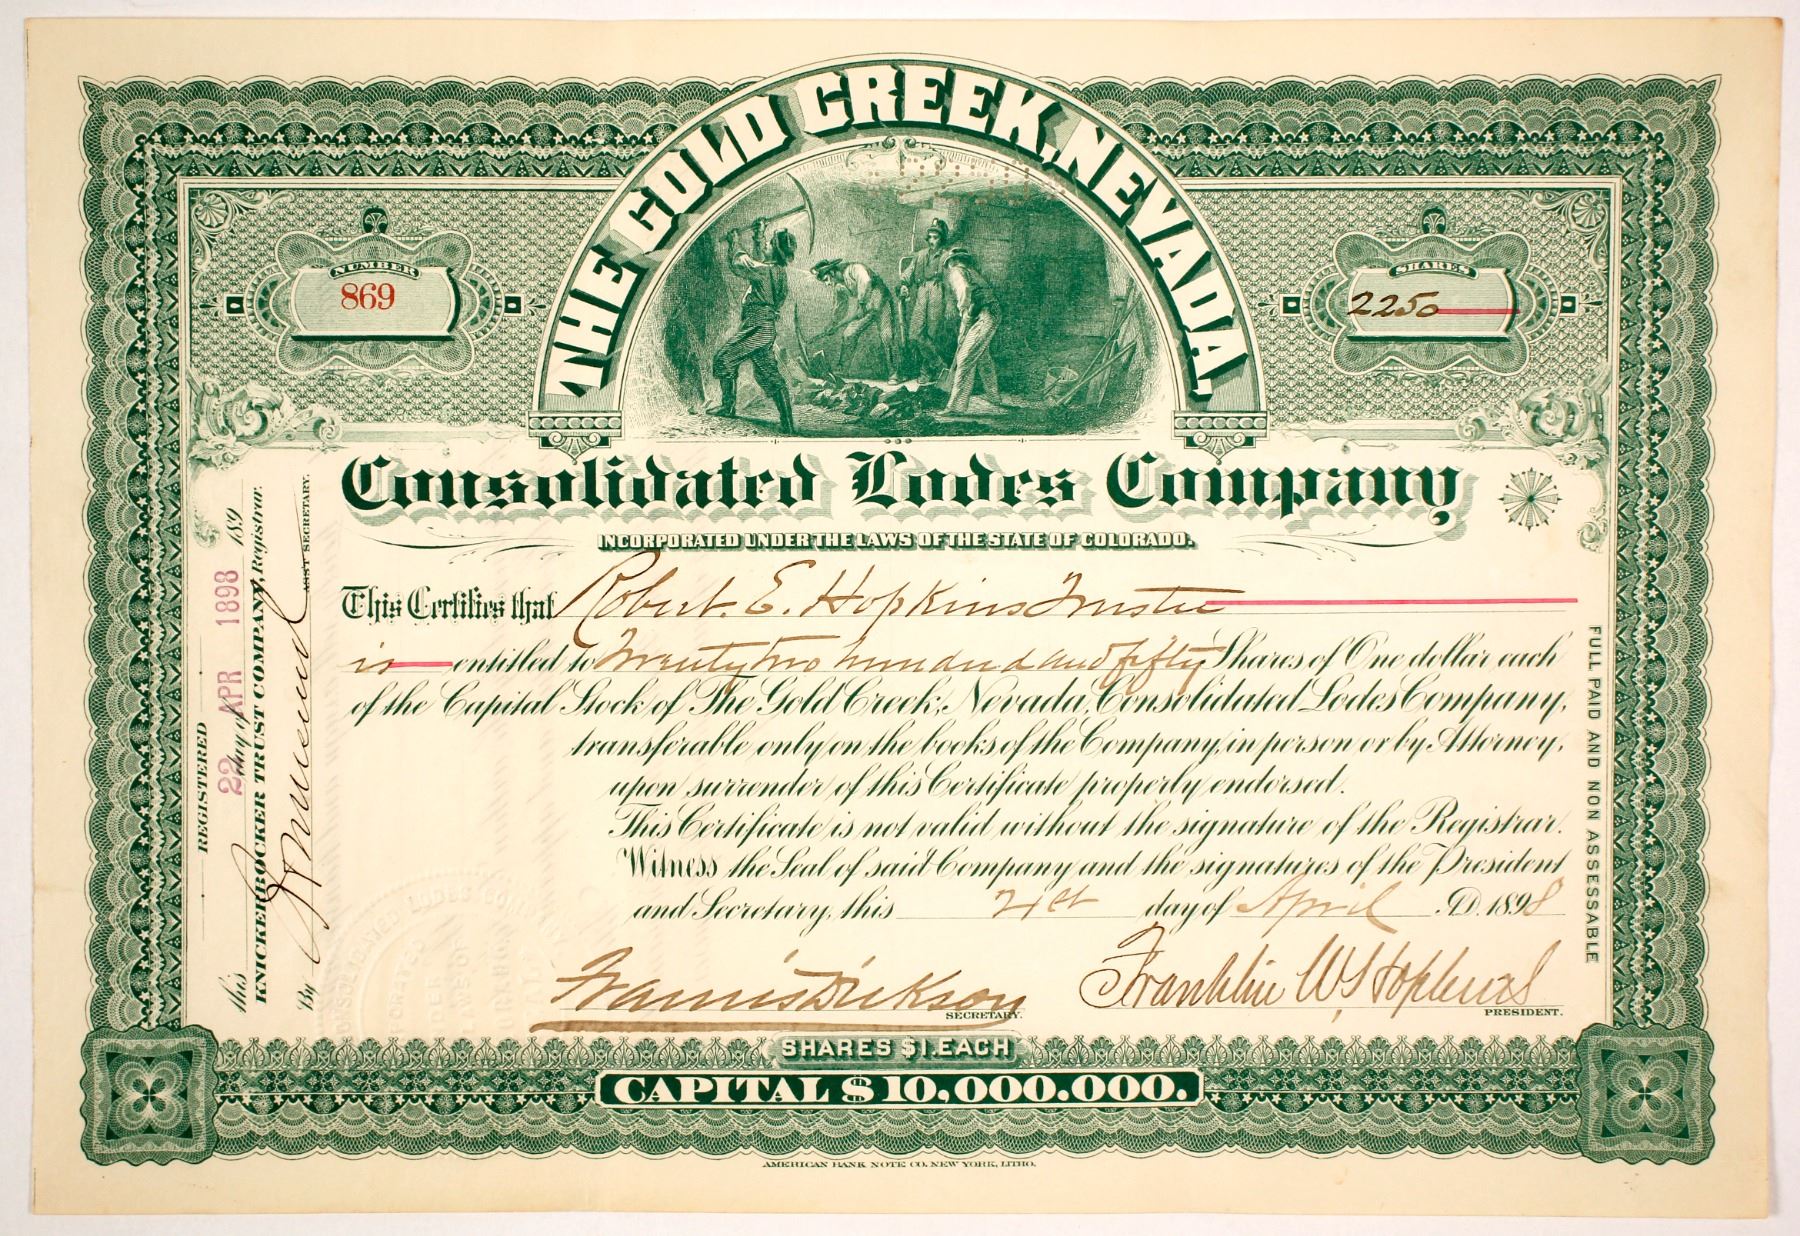 THE GOLD CREEK, NEVADA,
NUMBER
869
SHARES
2250
Consolidated Lodes Company
INCORPORATED UNDER THE LAWS OF THE STATE OF COLORADO.
This Certifies that Robert E. Hopkins Trustee
is entitled to Twenty two hundred and fifty Shares of One dollar each
of the Capital Stock of The Gold Creek, Nevada, Consolidated Lodes Company,
transferable only on the books of the Company, in person or by Attorney,
upon surrender of this Certificate properly endorsed.
This Certificate is not valid without the signature of the Registrar.
Witness the Seal of said Company and the signatures of the President
and Secretary, this 21st day of April A.D. 1898
Francis Dickson
SECRETARY.
Franklin W. Hopkins
PRESIDENT.
SHARES $1. EACH
CAPITAL $10,000.000.
AMERICAN BANK NOTE CO. NEW YORK, LITHO.
REGISTERED
this 22 day of APR 1898 189
KNICKERBOCKER TRUST COMPANY, Registrar.
By
ASST SECRETARY.
FULL PAID AND NON ASSESSABLE
CONSOLIDATED LODES COMPANY